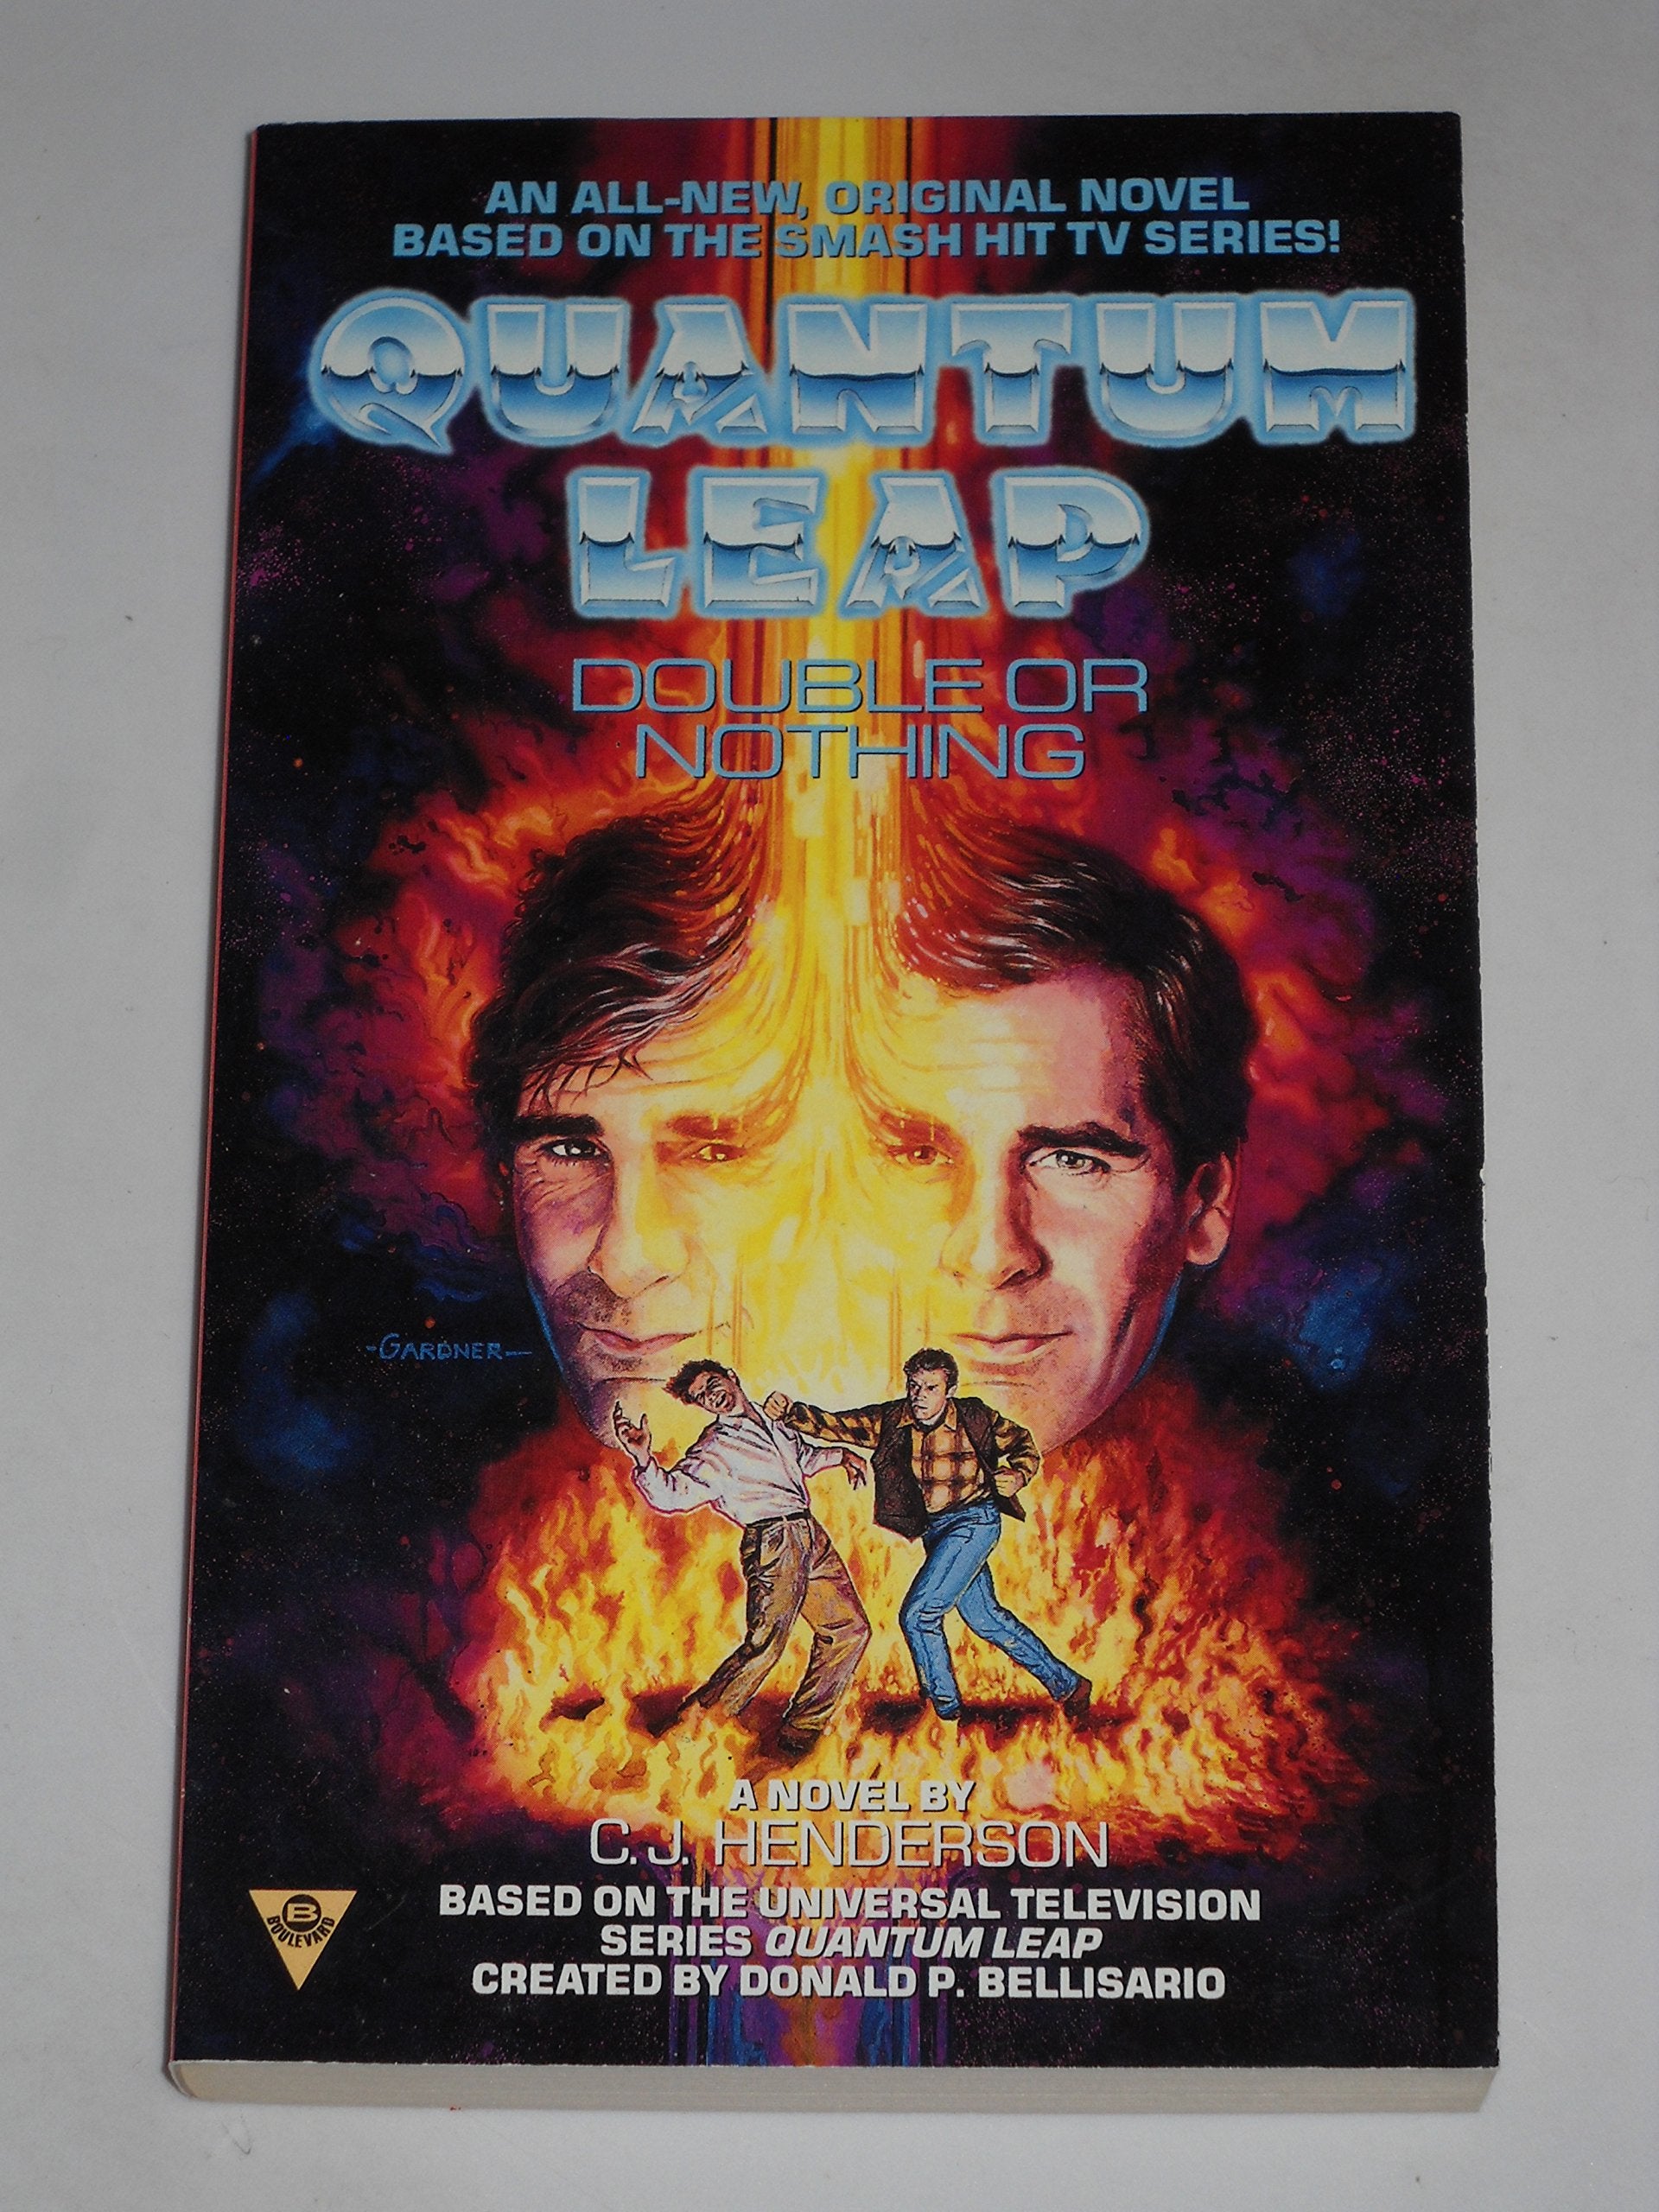 AN ALL-NEW, ORIGINAL NOVEL
BASED ON THE SMASH HIT TV SERIES!
QUANTUM
LEAP
DOUBLE OR
NOTHING
-GARDNER-
A NOVEL BY
C.J. HENDERSON
BASED ON THE UNIVERSAL TELEVISION
SERIES QUANTUM LEAP
CREATED BY DONALD P. BELLISARIO
B
BOULEVARD